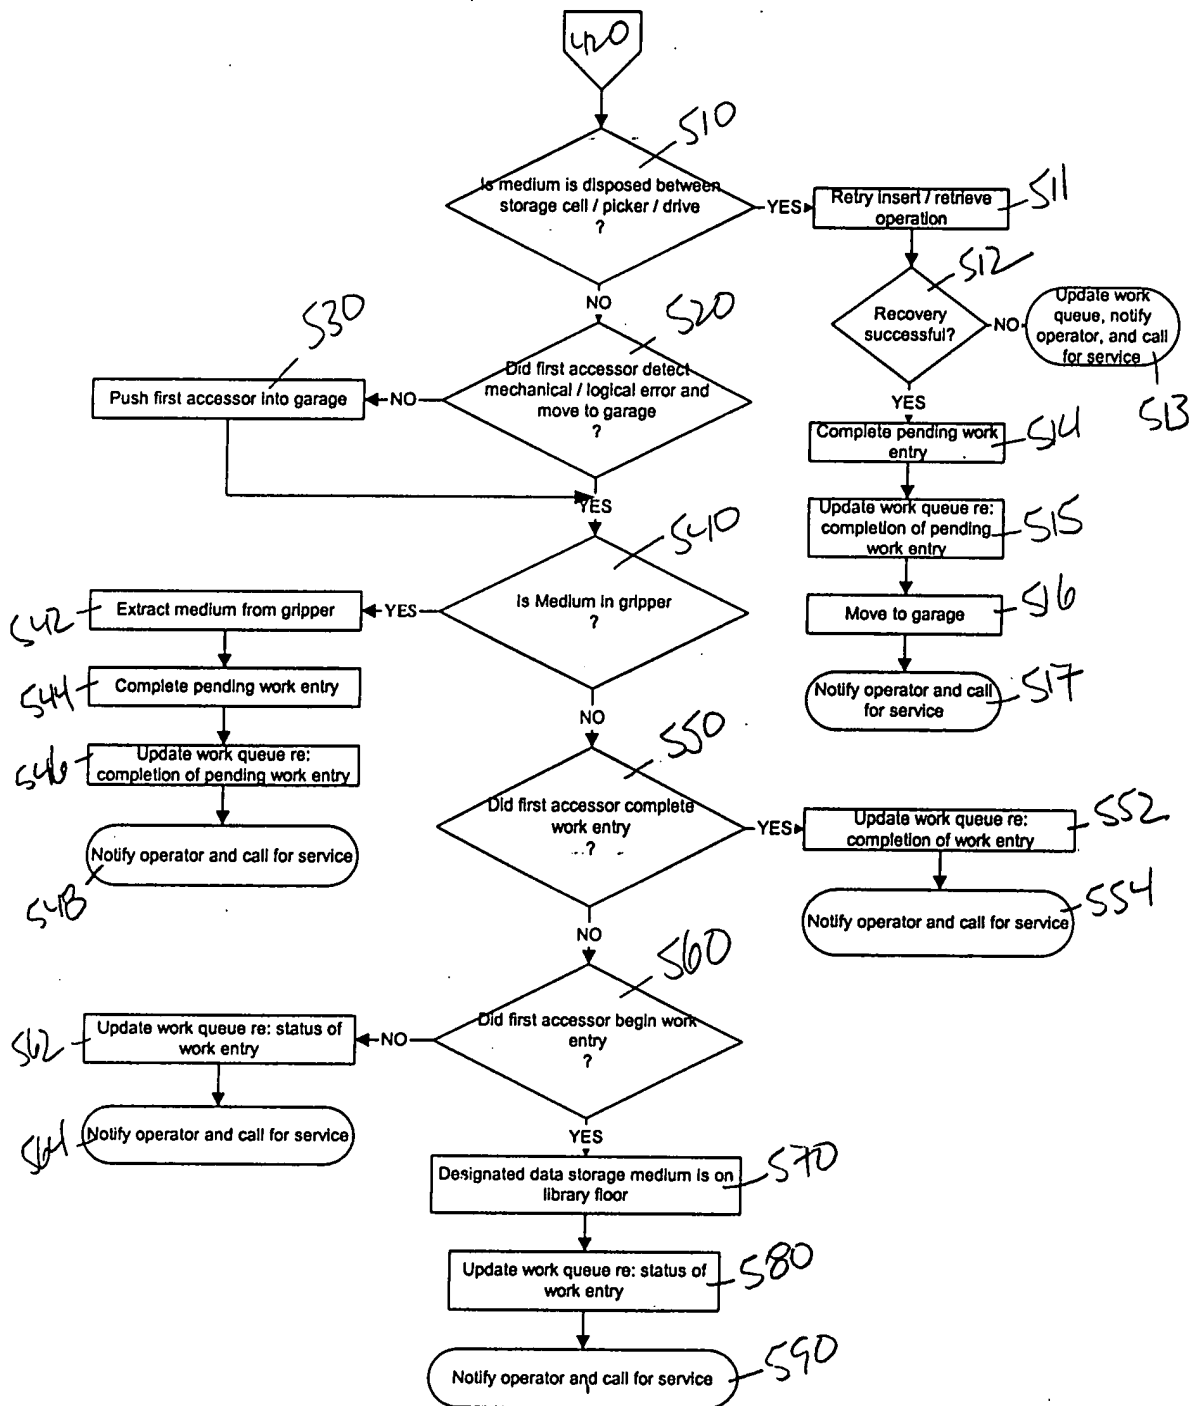 420
510
Is medium is disposed between
storage cell / picker / drive
?
YES
Retry insert / retrieve
operation
511
NO
512
Recovery
successful?
NO
Update work
queue, notify
operator, and call
for service
513
530
520
Did first accessor detect
mechanical / logical error and
move to garage
?
NO
Push first accessor into garage
YES
YES
Complete pending work
entry
514
Update work queue re:
completion of pending
work entry
515
Move to garage
516
Notify operator and call
for service
517
540
Is Medium in gripper
?
YES
Extract medium from gripper
542
Complete pending work entry
544
Update work queue re:
completion of pending work entry
546
Notify operator and call for service
548
NO
550
Did first accessor complete
work entry
?
YES
Update work queue re:
completion of work entry
552
Notify operator and call for service
554
NO
560
Did first accessor begin work
entry
?
NO
Update work queue re: status of
work entry
562
Notify operator and call for service
564
YES
Designated data storage medium is on
library floor
570
Update work queue re: status of
work entry
580
Notify operator and call for service
590